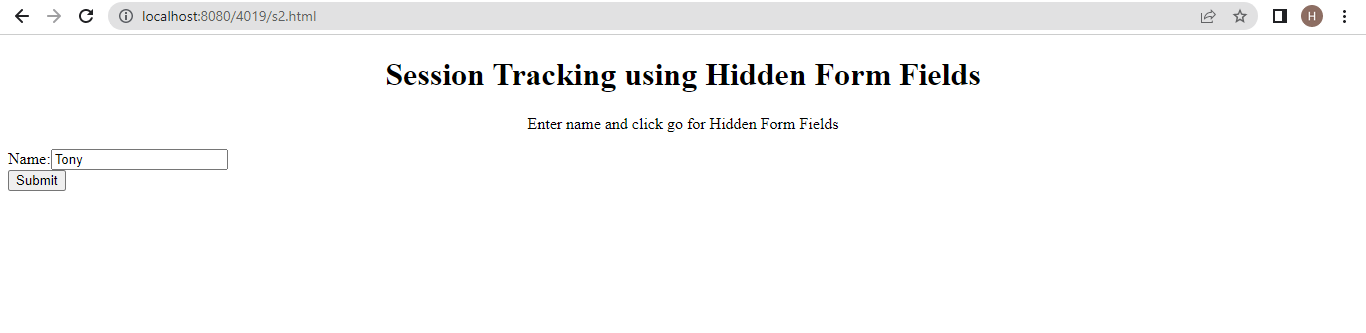 localhost:8080/4019/s2.html
H
Session Tracking using Hidden Form Fields
Enter name and click go for Hidden Form Fields
Name: Tony
Submit